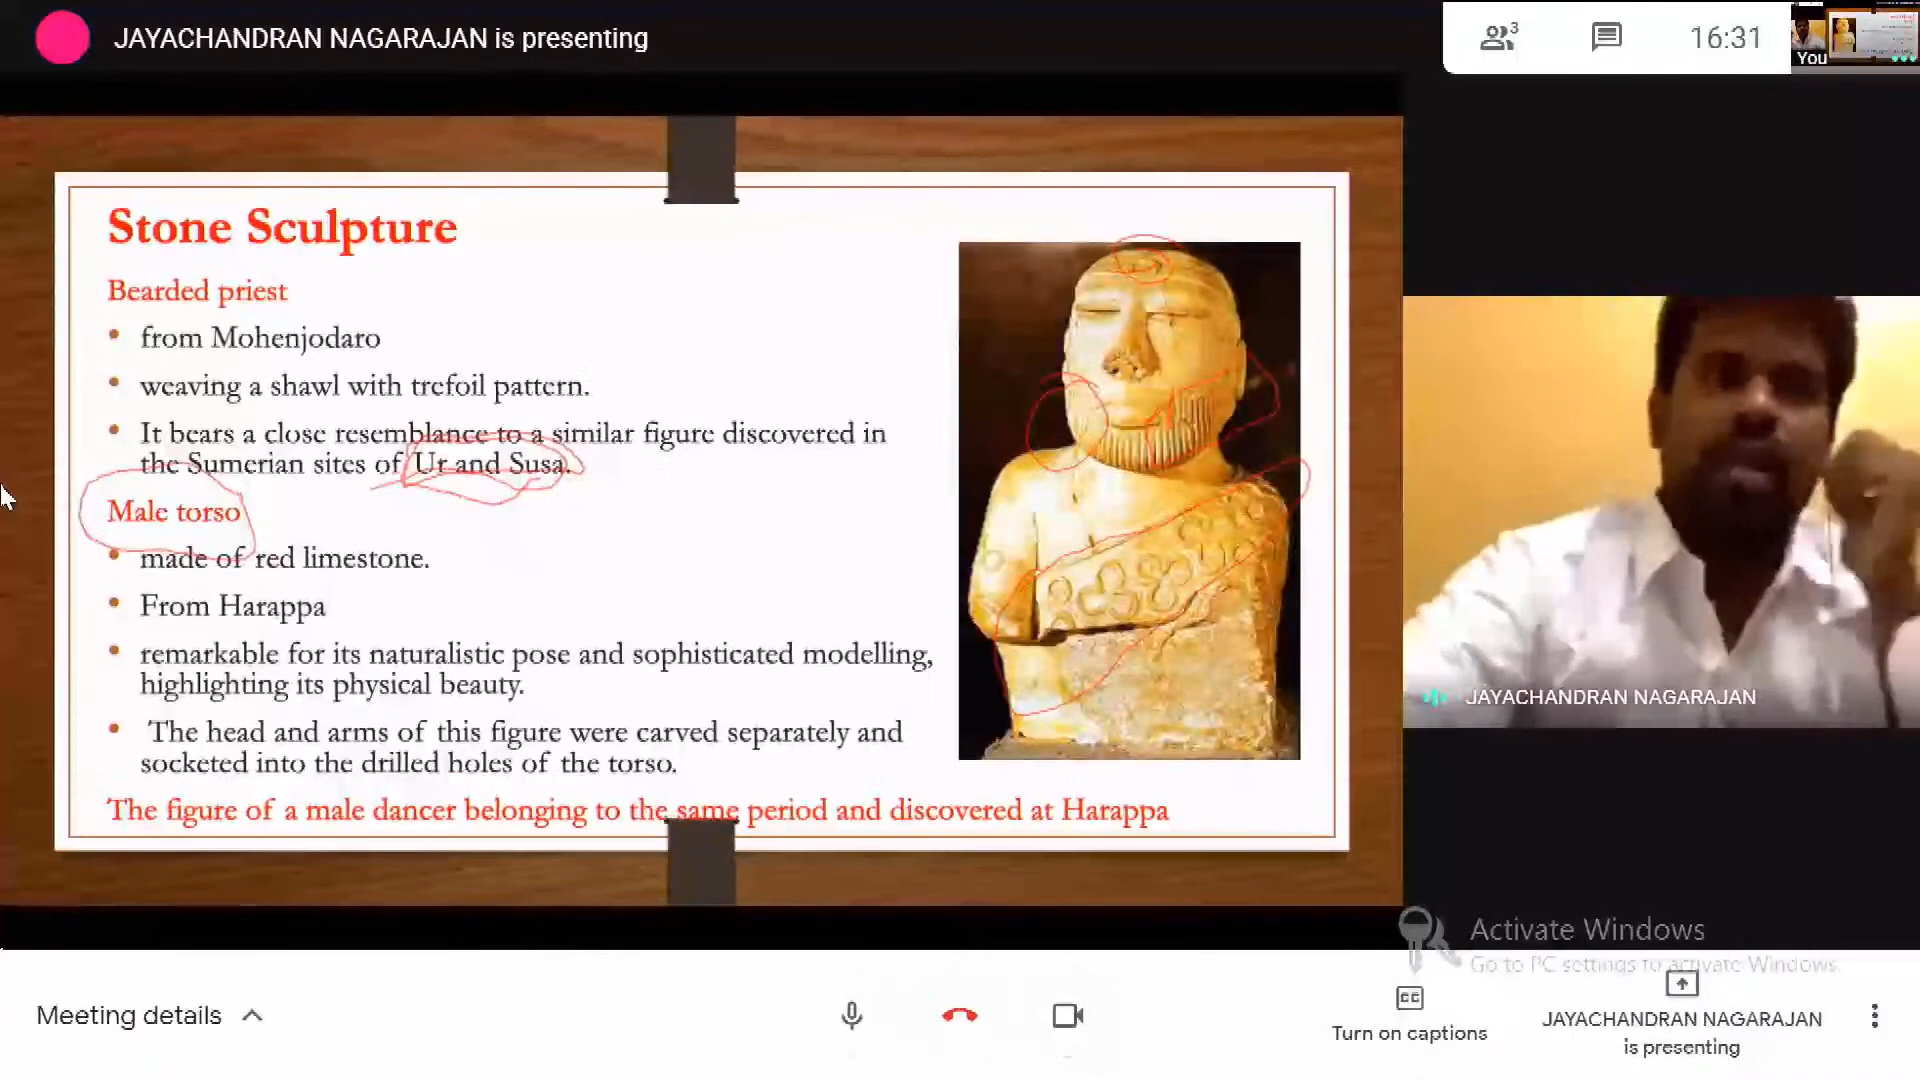 JAYACHANDRAN NAGARAJAN is presenting
3
16:31
You
Stone Sculpture
Bearded priest
• from Mohenjodaro
• weaving a shawl with trefoil pattern.
• It bears a close resemblance to a similar figure discovered in
the Sumerian sites of Ur and Susa.
Male torso
• made of red limestone.
• From Harappa
• remarkable for its naturalistic pose and sophisticated modelling,
highlighting its physical beauty.
• The head and arms of this figure were carved separately and
socketed into the drilled holes of the torso.
The figure of a male dancer belonging to the same period and discovered at Harappa
JAYACHANDRAN NAGARAJAN
Activate Windows
Go to PC settings to activate Windows.
Meeting details
CC
Turn on captions
JAYACHANDRAN NAGARAJAN
is presenting